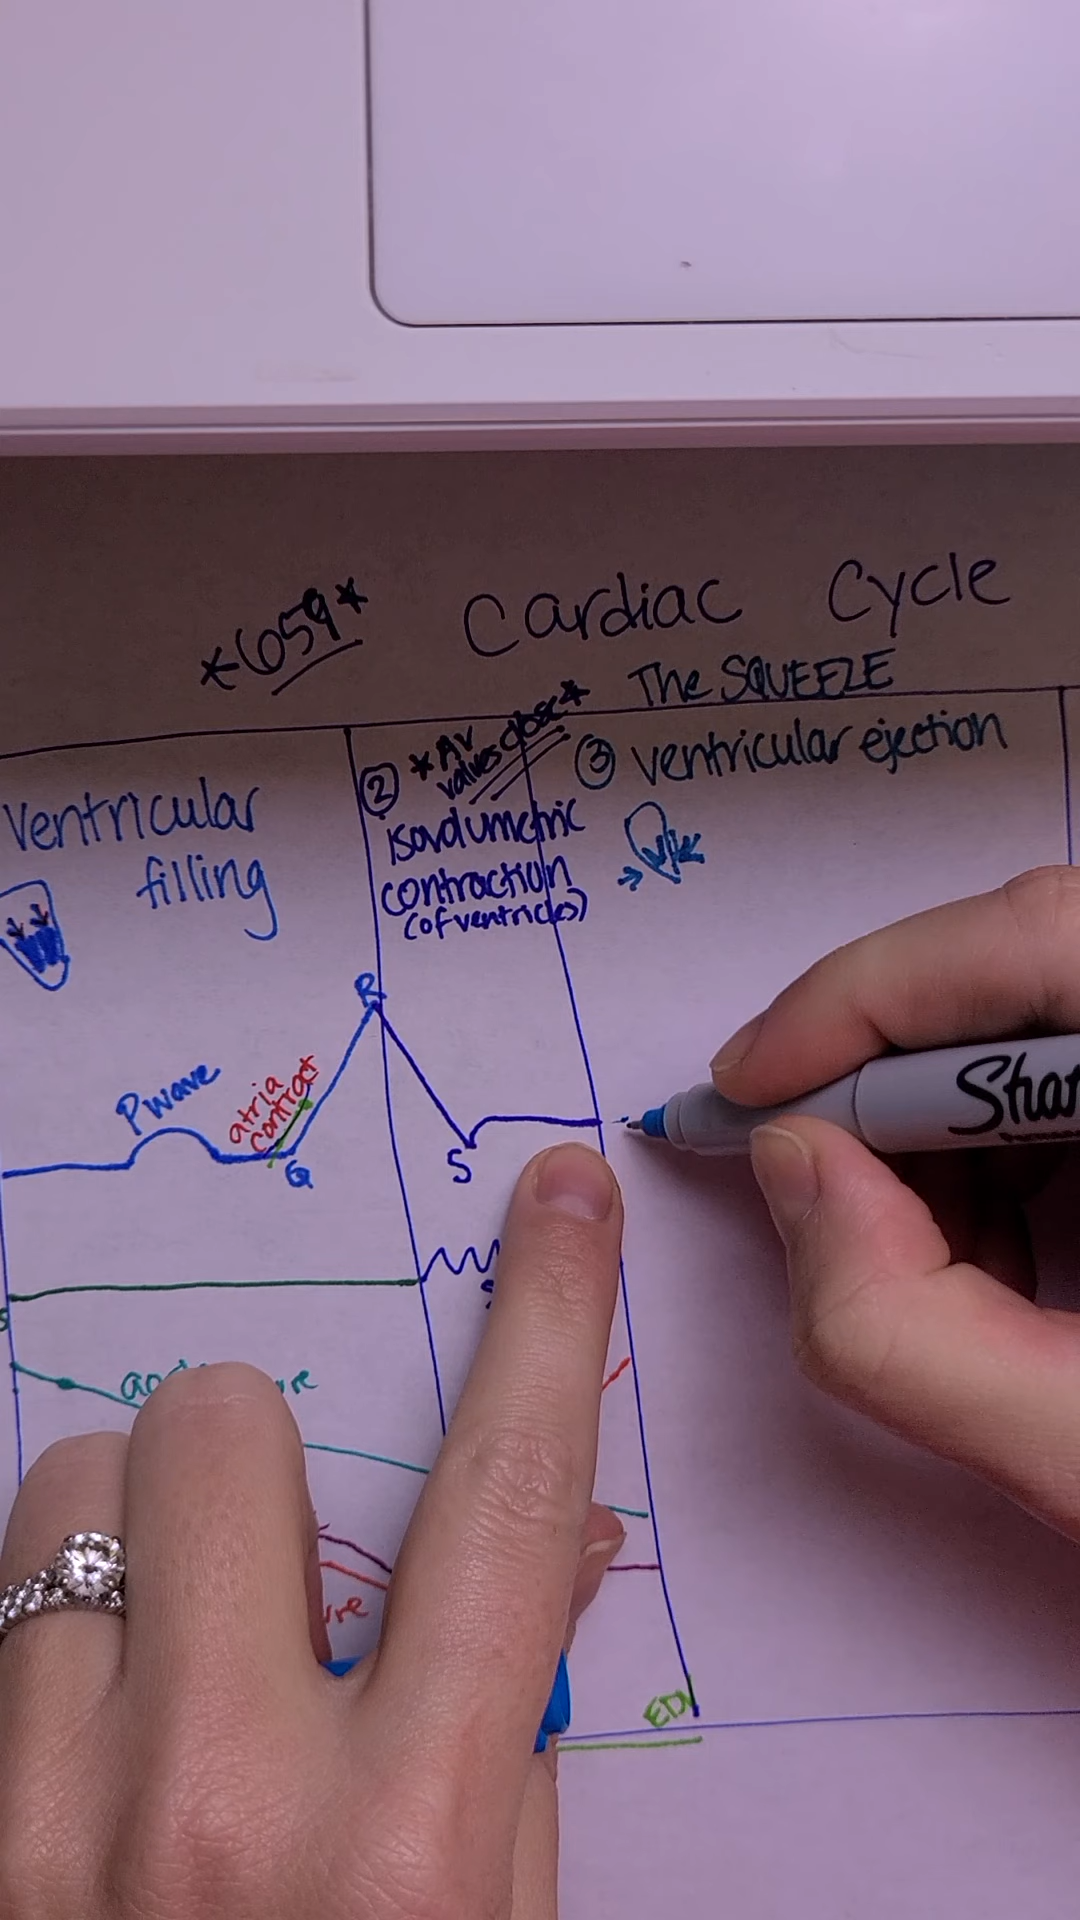 *659*
Cardiac Cycle
The SQUEEZE
ventricular
filling
② *AV
valves close*
isovolumetric
contraction
(of ventricles)
③ ventricular ejection
R
P wave
atria
contract
Q
S
EDV
Shar